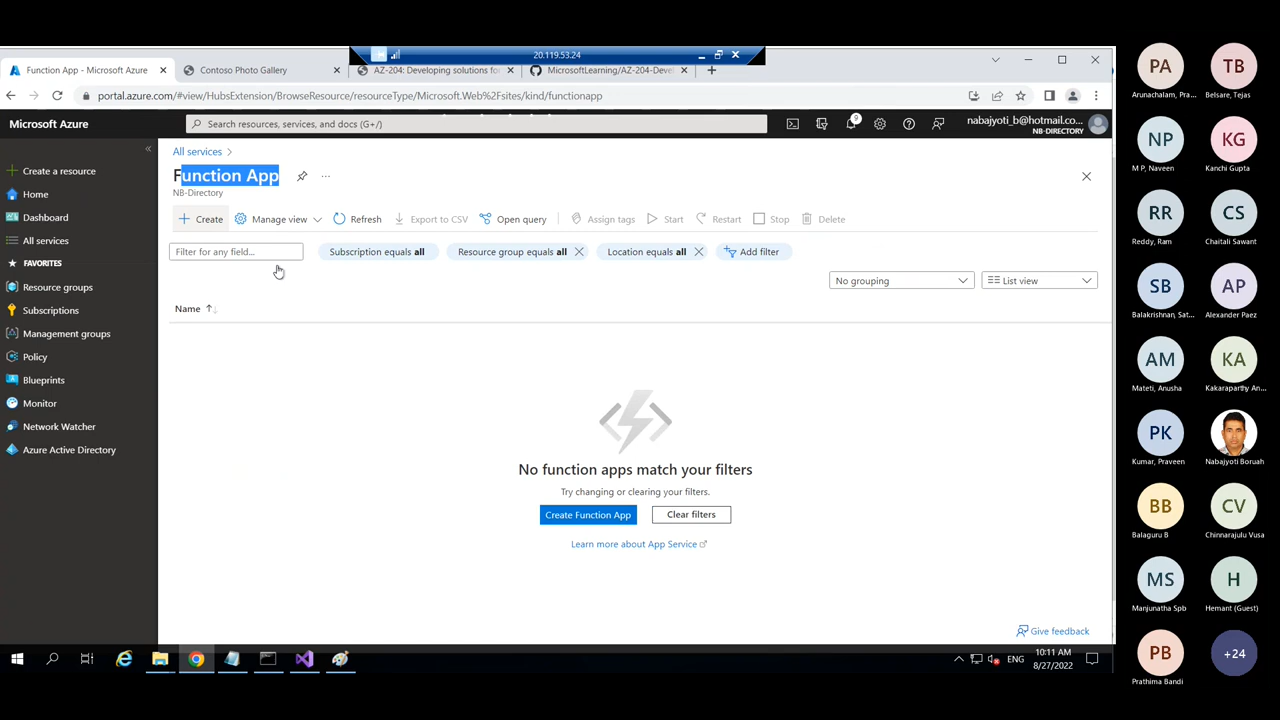 20.119.53.24
Function App - Microsoft Azure
Contoso Photo Gallery
AZ-204: Developing solutions fo
MicrosoftLearning/AZ-204-Devel
portal.azure.com/#view/HubsExtension/BrowseResource/resourceType/Microsoft.Web%2Fsites/kind/functionapp
Microsoft Azure
Search resources, services, and docs (G+/)
9
nabajyoti_b@hotmail.co...
NB-DIRECTORY
Create a resource
Home
Dashboard
All services
FAVORITES
Resource groups
Subscriptions
Management groups
Policy
Blueprints
Monitor
Network Watcher
Azure Active Directory
All services
Function App
NB-Directory
Create
Manage view
Refresh
Export to CSV
Open query
Assign tags
Start
Restart
Stop
Delete
Filter for any field...
Subscription equals all
Resource group equals all
Location equals all
Add filter
No grouping
List view
Name
No function apps match your filters
Try changing or clearing your filters.
Create Function App
Clear filters
Learn more about App Service
Give feedback
ENG
10:11 AM
8/27/2022
PA
Arunachalam, Pra...
TB
Belsare, Tejas
NP
M P, Naveen
KG
Kanchi Gupta
RR
Reddy, Ram
CS
Chaitali Sawant
SB
Balakrishnan, Sat...
AP
Alexander Paez
AM
Mateti, Anusha
KA
Kakaraparthy An...
PK
Kumar, Praveen
Nabajyoti Boruah
BB
Balaguru B
CV
Chinnarajulu Vusa
MS
Manjunatha Spb
H
Hemant (Guest)
PB
Prathima Bandi
+24